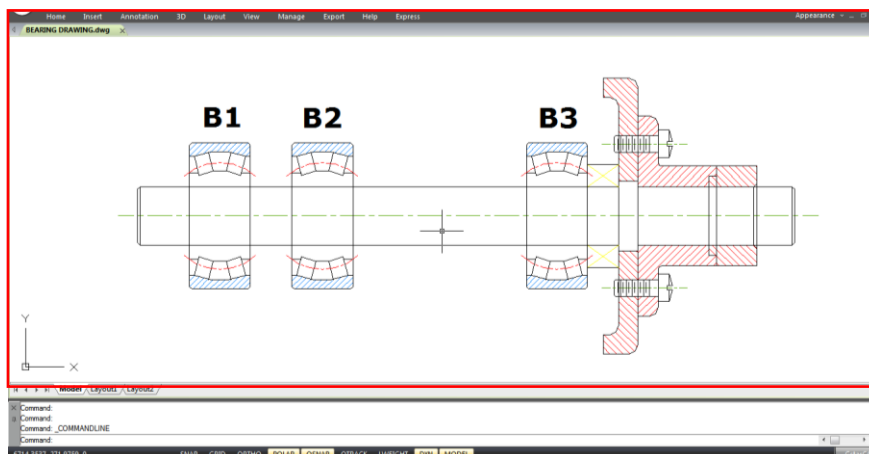 Home Insert Annotation 3D Layout View Manage Export Help Express Appearance
BEARING DRAWING.dwg
B1 B2 B3
Y
X
Model Layout1 Layout2
Command:
Command:
Command: _COMMANDLINE
Command:
SNAP GRID ORTHO POLAR OSNAP OTRACK LWEIGHT DYN MODEL